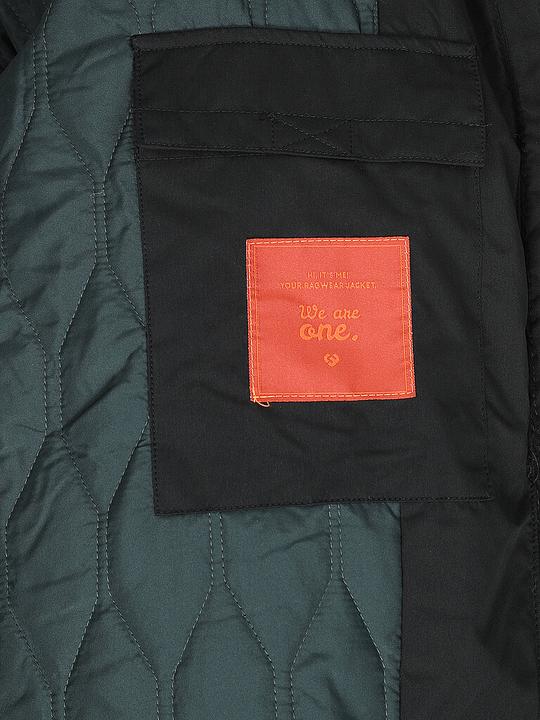 HI, IT'S ME!
YOUR RAGWEAR JACKET.
We are
one.